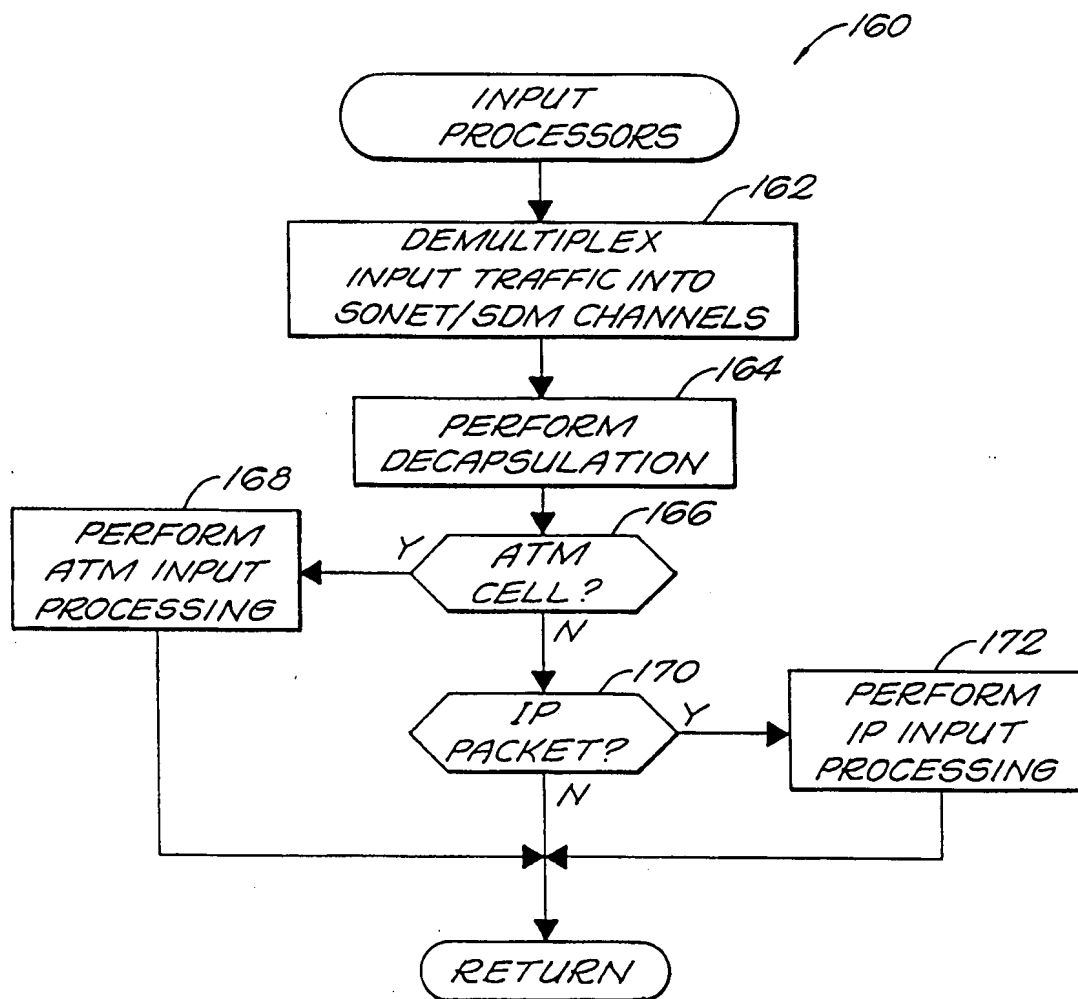 160
INPUT
PROCESSORS
162
DEMULTIPLEX
INPUT TRAFFIC INTO
SONET/SDM CHANNELS
164
PERFORM
DECAPSULATION
168
PERFORM
ATM INPUT
PROCESSING
166
Y
ATM
CELL?
N
170
IP
PACKET?
Y
N
172
PERFORM
IP INPUT
PROCESSING
RETURN